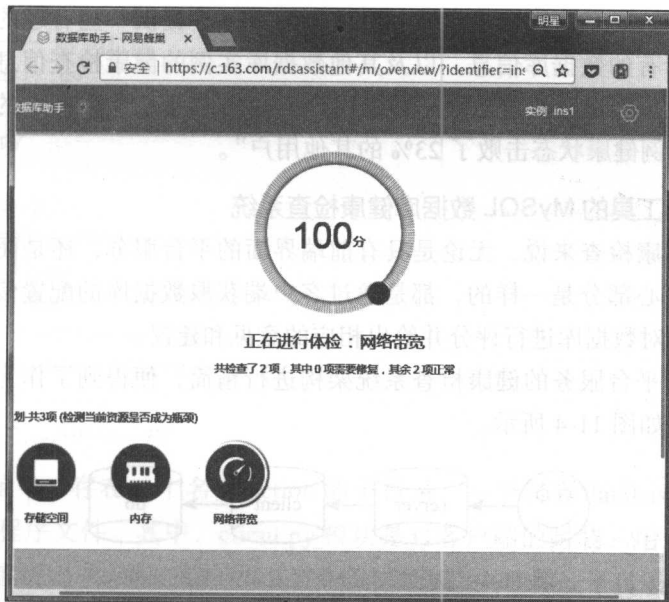 明星
数据库助手 - 网易蜂巢
安全 | https://c.163.com/rdsassistant#/m/overview/?identifier=ins
数据库助手
实例 ins1
100分
正在进行体检：网络带宽
共检查了2项，其中0项需要修复，其余2项正常
划-共3项 (检测当前资源是否成为瓶颈)
存储空间 内存 网络带宽